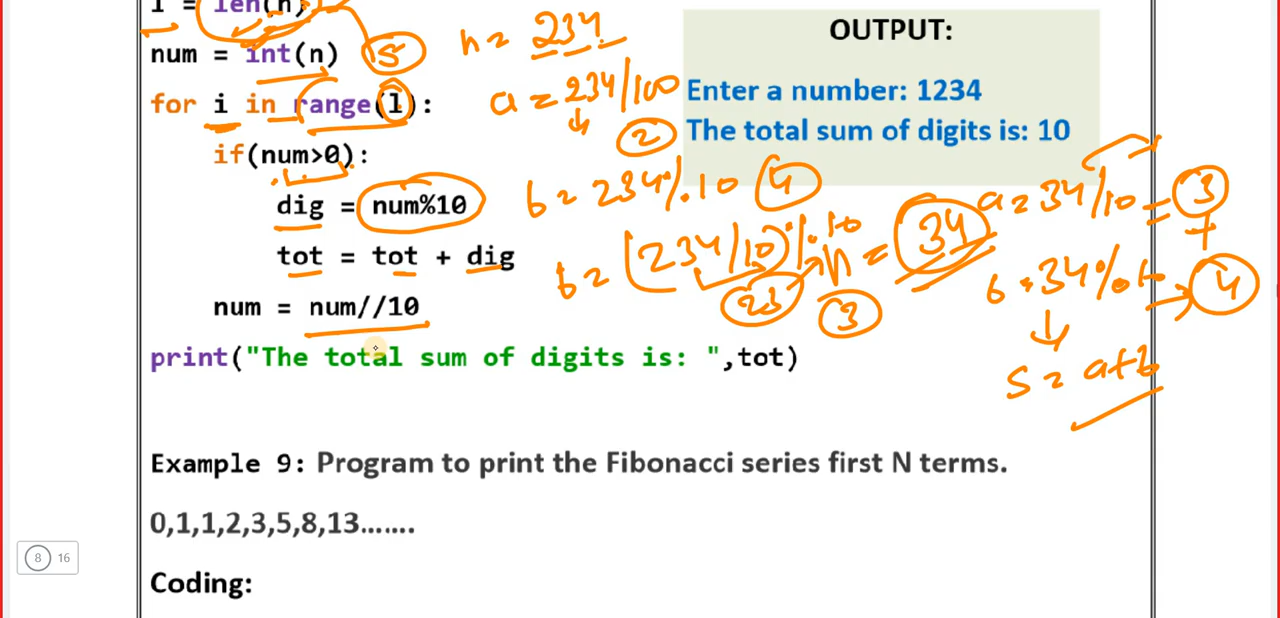 l = len(n)
num = int(n) 5
for i in range(l):
if(num>0):
dig = num%10
tot = tot + dig
num = num//10
print("The total sum of digits is: ",tot)
n = 234
a = 234/100
2
b = 234%10 4
b = (234/10)%10
23
3
n = 34
a = 34/10 = 3
+
b = 34%10 → 4
s = a+b
OUTPUT:
Enter a number: 1234
The total sum of digits is: 10
Example 9: Program to print the Fibonacci series first N terms.
0,1,1,2,3,5,8,13.......
Coding:
8 16